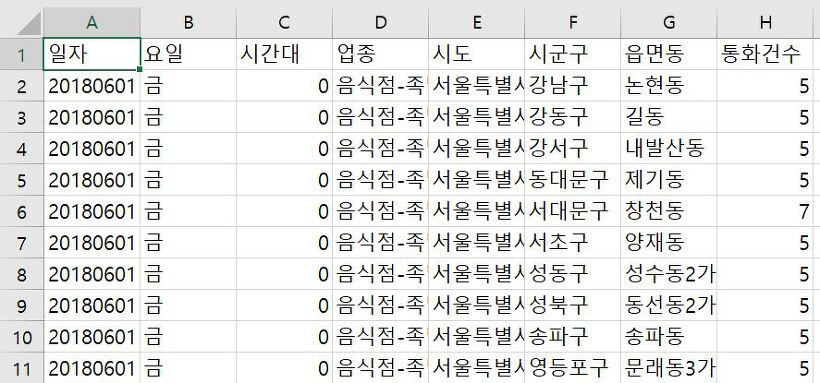 A B C D E F G H
1 일자 요일 시간대 업종 시도 시군구 읍면동 통화건수
2 20180601 금 0 음식점-족 서울특별시 강남구 논현동 5
3 20180601 금 0 음식점-족 서울특별시 강동구 길동 5
4 20180601 금 0 음식점-족 서울특별시 강서구 내발산동 5
5 20180601 금 0 음식점-족 서울특별시 동대문구 제기동 5
6 20180601 금 0 음식점-족 서울특별시 서대문구 창천동 7
7 20180601 금 0 음식점-족 서울특별시 서초구 양재동 5
8 20180601 금 0 음식점-족 서울특별시 성동구 성수동2가 5
9 20180601 금 0 음식점-족 서울특별시 성북구 동선동2가 5
10 20180601 금 0 음식점-족 서울특별시 송파구 송파동 5
11 20180601 금 0 음식점-족 서울특별시 영등포구 문래동3가 5